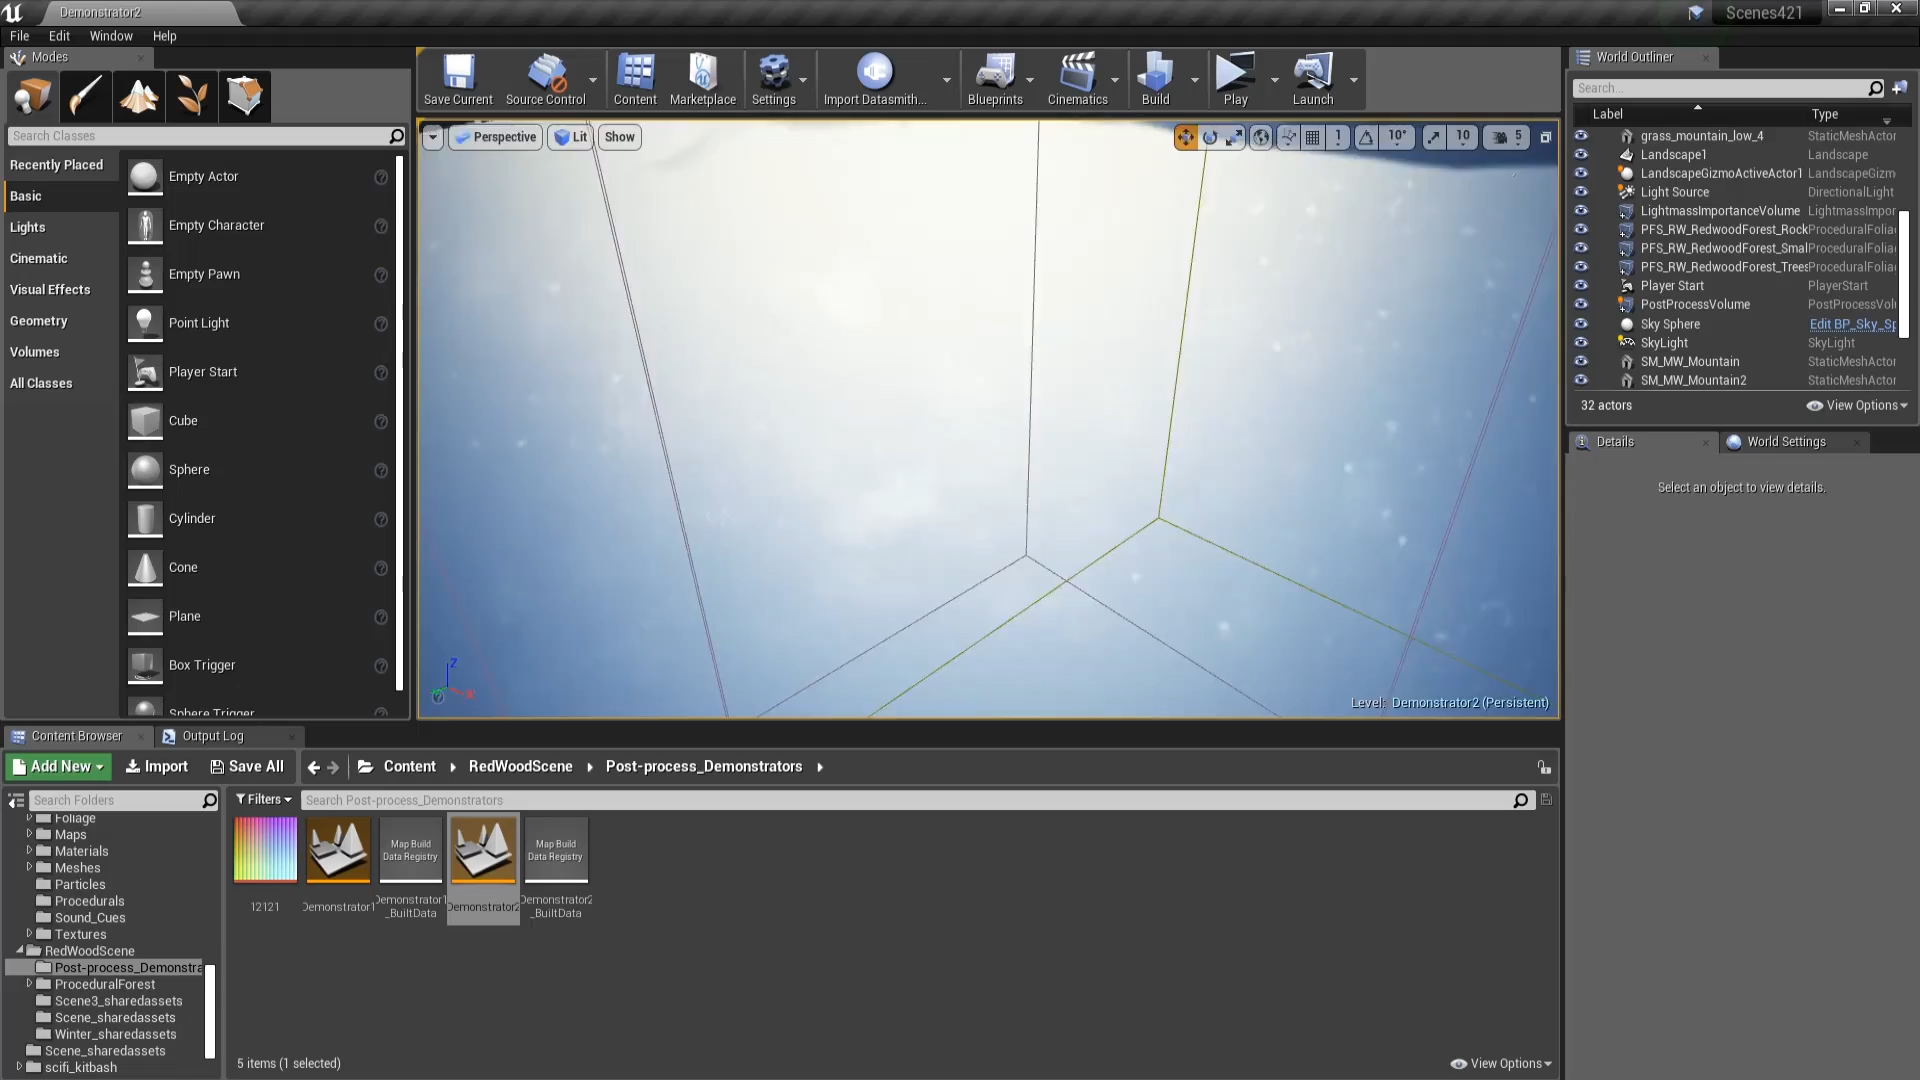 Demonstrator2
Scenes421
File Edit Window Help
Modes
Search Classes
Recently Placed
Basic
Lights
Cinematic
Visual Effects
Geometry
Volumes
All Classes
Empty Actor
Empty Character
Empty Pawn
Point Light
Player Start
Cube
Sphere
Cylinder
Cone
Plane
Box Trigger
Sphere Trigger
Save Current
Source Control
Content
Marketplace
Settings
Import Datasmith...
Blueprints
Cinematics
Build
Play
Launch
Perspective
Lit
Show
1
10°
10
5
Z
Level: Demonstrator2 (Persistent)
World Outliner
Search...
Label Type
grass_mountain_low_4 StaticMeshActor
Landscape1 Landscape
LandscapeGizmoActiveActor1 LandscapeGizm
Light Source DirectionalLight
LightmassImportanceVolume LightmassImpor
PFS_RW_RedwoodForest_Rock ProceduralFolia
PFS_RW_RedwoodForest_Smal ProceduralFolia
PFS_RW_RedwoodForest_Trees ProceduralFolia
Player Start PlayerStart
PostProcessVolume PostProcessVolu
Sky Sphere Edit BP_Sky_Sp
SkyLight SkyLight
SM_MW_Mountain StaticMeshActor
SM_MW_Mountain2 StaticMeshActor
32 actors
View Options
Details
World Settings
Select an object to view details.
Content Browser
Output Log
Add New
Import
Save All
Content
RedWoodScene
Post-process_Demonstrators
Search Folders
Filters
Search Post-process_Demonstrators
Foliage
Maps
Materials
Meshes
Particles
Procedurals
Sound_Cues
Textures
RedWoodScene
Post-process_Demonstra
ProceduralForest
Scene3_sharedassets
Scene_sharedassets
Winter_sharedassets
Scene_sharedassets
scifi_kitbash
12121
Demonstrator1
Map Build
Data Registry
Demonstrator1
_BuiltData
Demonstrator2
Map Build
Data Registry
Demonstrator2
_BuiltData
5 items (1 selected)
View Options